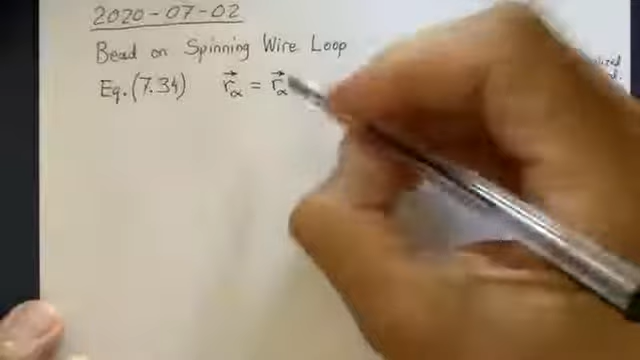 2020-07-02
Bead on Spinning Wire Loop
Eq. (7.34) r⃗α = r⃗α